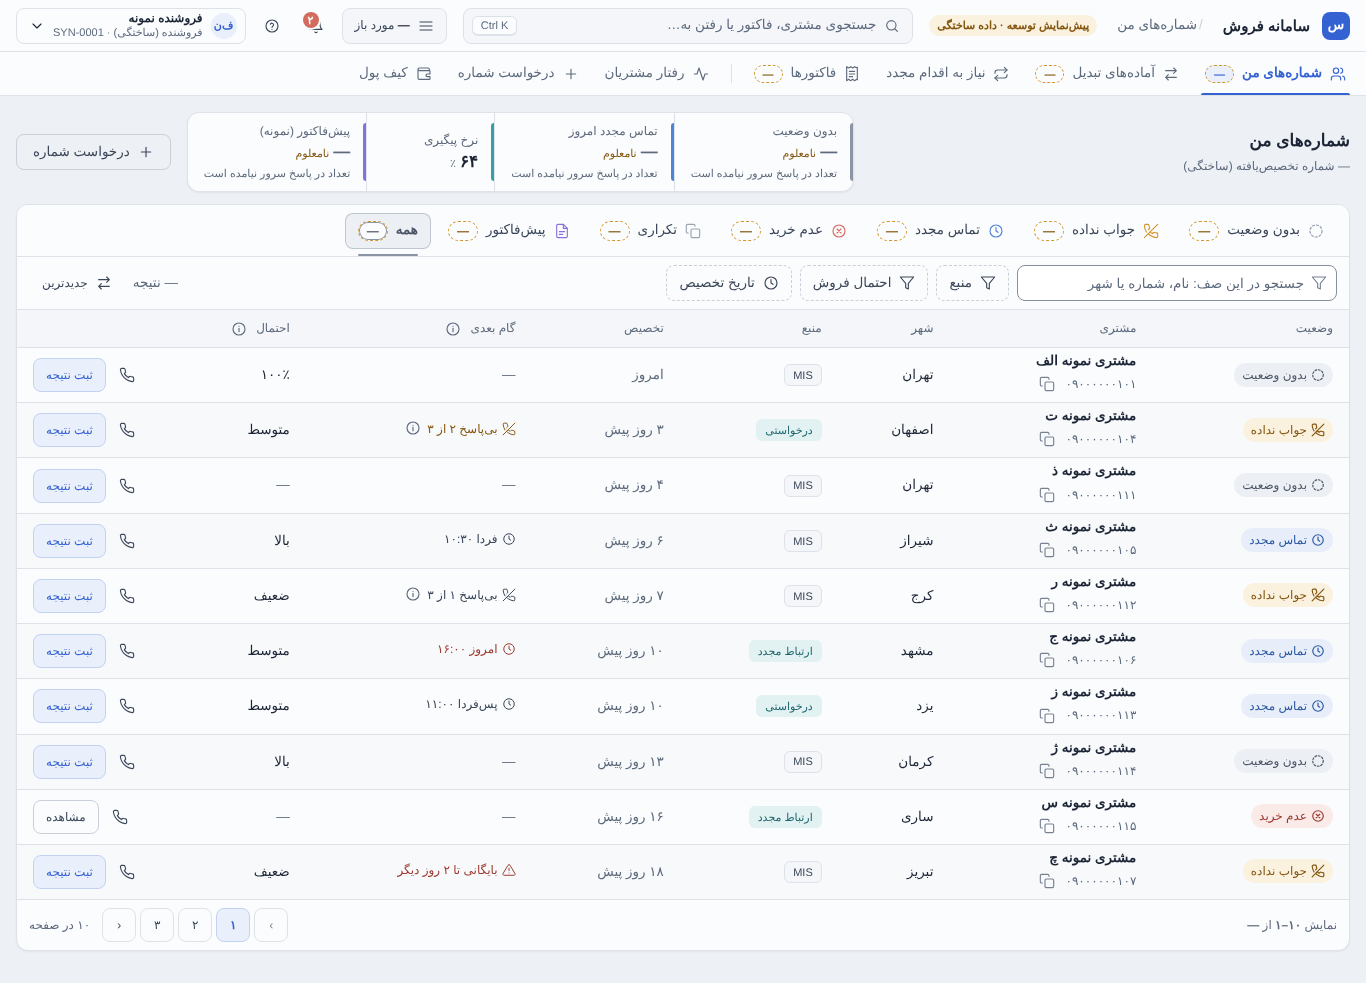 س
سامانه فروش
/ شماره‌های من
پیش‌نمایش توسعه · داده ساختگی
جستجوی مشتری، فاکتور یا رفتن به…
Ctrl K
— مورد باز
۲
ف‌ن
فروشنده نمونه
فروشنده (ساختگی) · SYN-0001
شماره‌های من —
آماده‌های تبدیل —
نیاز به اقدام مجدد
فاکتورها —
رفتار مشتریان
درخواست شماره
کیف پول
شماره‌های من
— شماره تخصیص‌یافته (ساختگی)
بدون وضعیت
— نامعلوم
تعداد در پاسخ سرور نیامده است
تماس مجدد امروز
— نامعلوم
تعداد در پاسخ سرور نیامده است
نرخ پیگیری
۶۴ ٪
پیش‌فاکتور (نمونه)
— نامعلوم
تعداد در پاسخ سرور نیامده است
درخواست شماره
بدون وضعیت —
جواب نداده —
تماس مجدد —
عدم خرید —
تکراری —
پیش‌فاکتور —
همه —
جستجو در این صف: نام، شماره یا شهر
منبع
احتمال فروش
تاریخ تخصیص
— نتیجه
جدیدترین
وضعیت مشتری شهر منبع تخصیص گام بعدی احتمال
بدون وضعیت مشتری نمونه الف ۰۹۰۰۰۰۰۰۱۰۱ تهران MIS امروز — ۱۰۰٪ ثبت نتیجه
جواب نداده مشتری نمونه ت ۰۹۰۰۰۰۰۰۱۰۴ اصفهان درخواستی ۳ روز پیش بی‌پاسخ ۲ از ۳ متوسط ثبت نتیجه
بدون وضعیت مشتری نمونه ذ ۰۹۰۰۰۰۰۰۱۱۱ تهران MIS ۴ روز پیش — — ثبت نتیجه
تماس مجدد مشتری نمونه ث ۰۹۰۰۰۰۰۰۱۰۵ شیراز MIS ۶ روز پیش فردا ۱۰:۳۰ بالا ثبت نتیجه
جواب نداده مشتری نمونه ر ۰۹۰۰۰۰۰۰۱۱۲ کرج MIS ۷ روز پیش بی‌پاسخ ۱ از ۳ ضعیف ثبت نتیجه
تماس مجدد مشتری نمونه ج ۰۹۰۰۰۰۰۰۱۰۶ مشهد ارتباط مجدد ۱۰ روز پیش امروز ۱۶:۰۰ متوسط ثبت نتیجه
تماس مجدد مشتری نمونه ز ۰۹۰۰۰۰۰۰۱۱۳ یزد درخواستی ۱۰ روز پیش پس‌فردا ۱۱:۰۰ متوسط ثبت نتیجه
بدون وضعیت مشتری نمونه ژ ۰۹۰۰۰۰۰۰۱۱۴ کرمان MIS ۱۳ روز پیش — بالا ثبت نتیجه
عدم خرید مشتری نمونه س ۰۹۰۰۰۰۰۰۱۱۵ ساری ارتباط مجدد ۱۶ روز پیش — — مشاهده
جواب نداده مشتری نمونه چ ۰۹۰۰۰۰۰۰۱۰۷ تبریز MIS ۱۸ روز پیش بایگانی تا ۲ روز دیگر ضعیف ثبت نتیجه
نمایش ۱–۱۰ از —
› ۱ ۲ ۳ ‹
۱۰ در صفحه